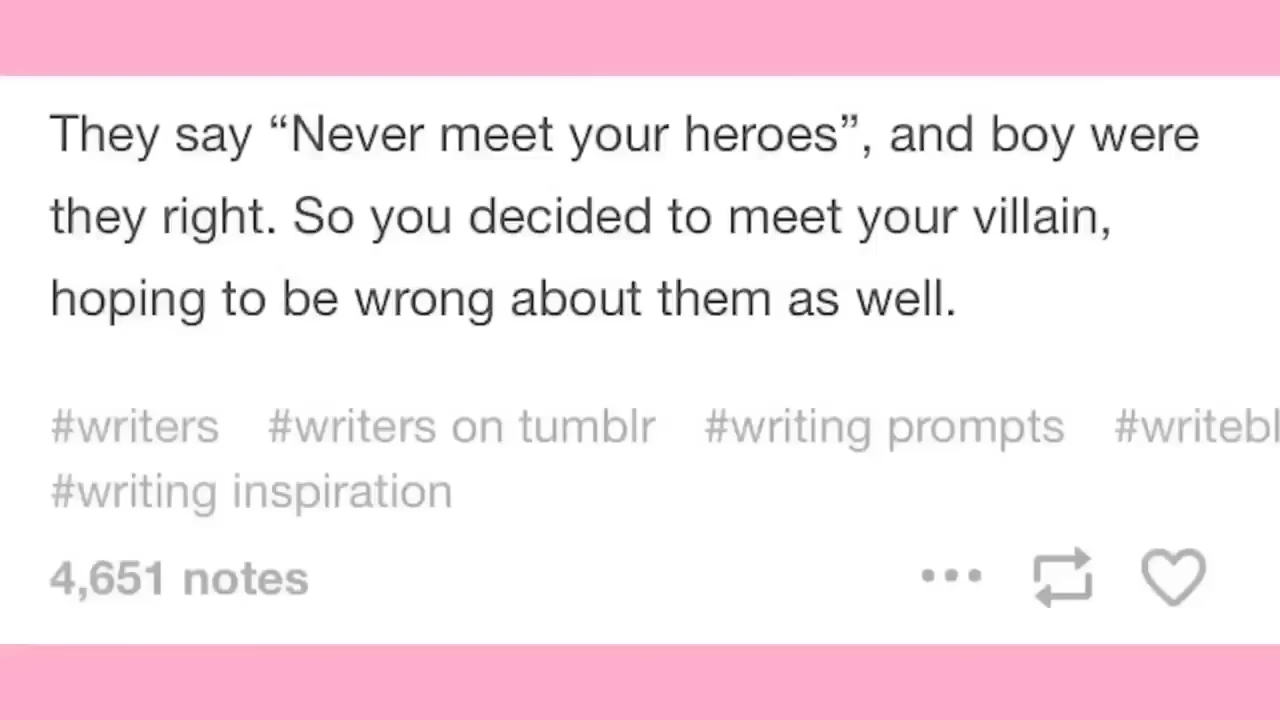 They say “Never meet your heroes”, and boy were
they right. So you decided to meet your villain,
hoping to be wrong about them as well.
#writers #writers on tumblr #writing prompts #writebl
#writing inspiration
4,651 notes